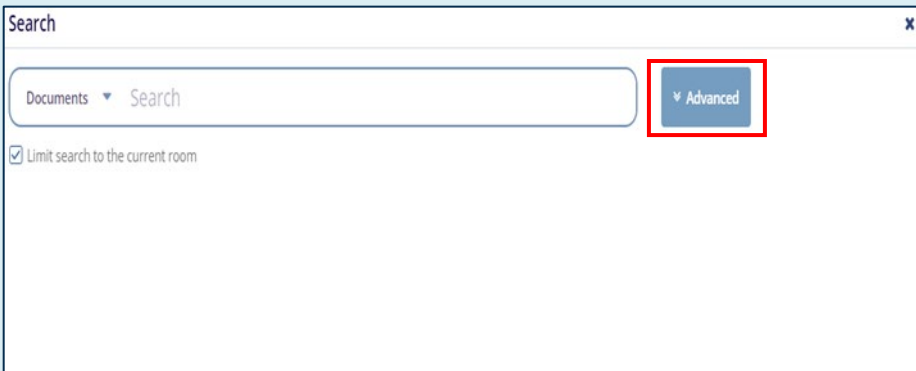 Search
x
Documents Search
Advanced
Limit search to the current room